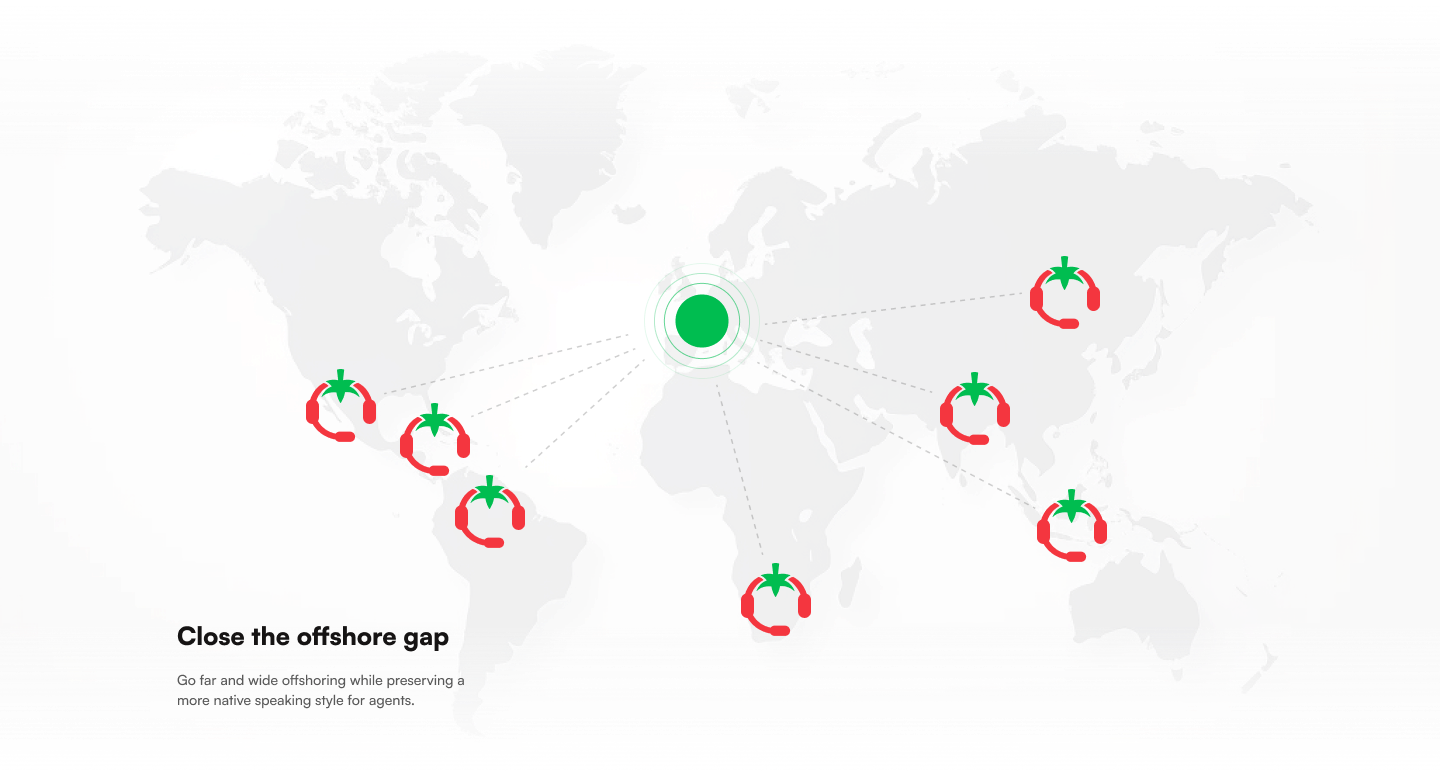 Close the offshore gap
Go far and wide offshoring while preserving a
more native speaking style for agents.